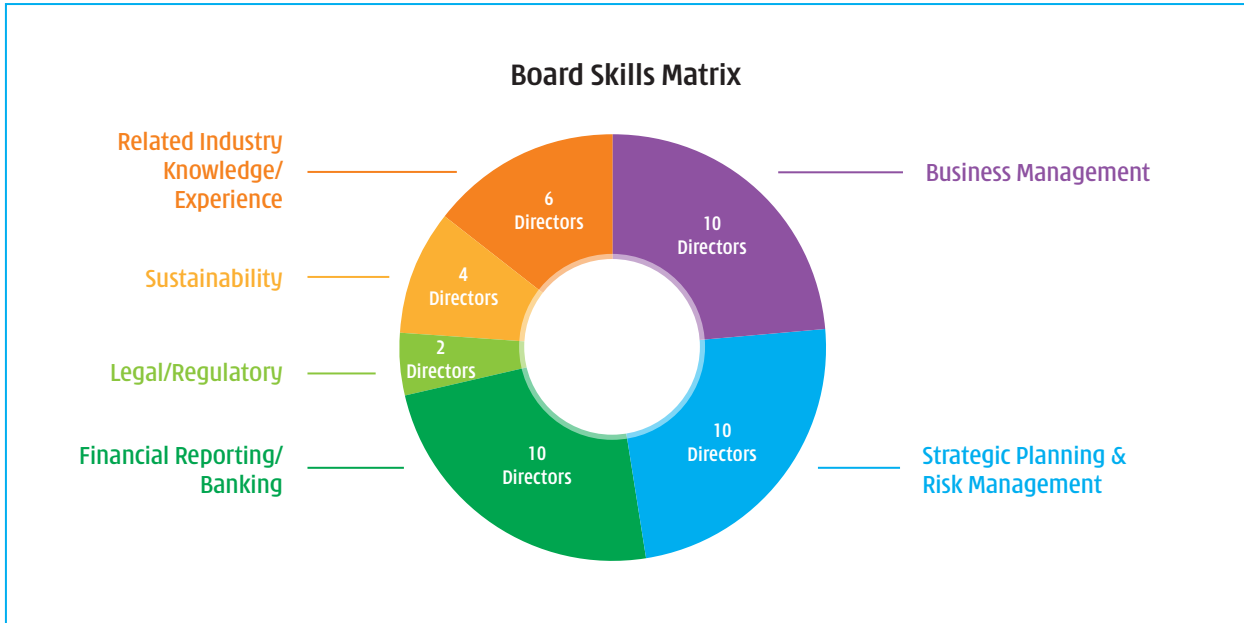 Board Skills Matrix
Related Industry
Knowledge/
Experience
6
Directors
10
Directors
Business Management
Sustainability
4
Directors
Legal/Regulatory
2
Directors
Financial Reporting/
Banking
10
Directors
10
Directors
Strategic Planning &
Risk Management